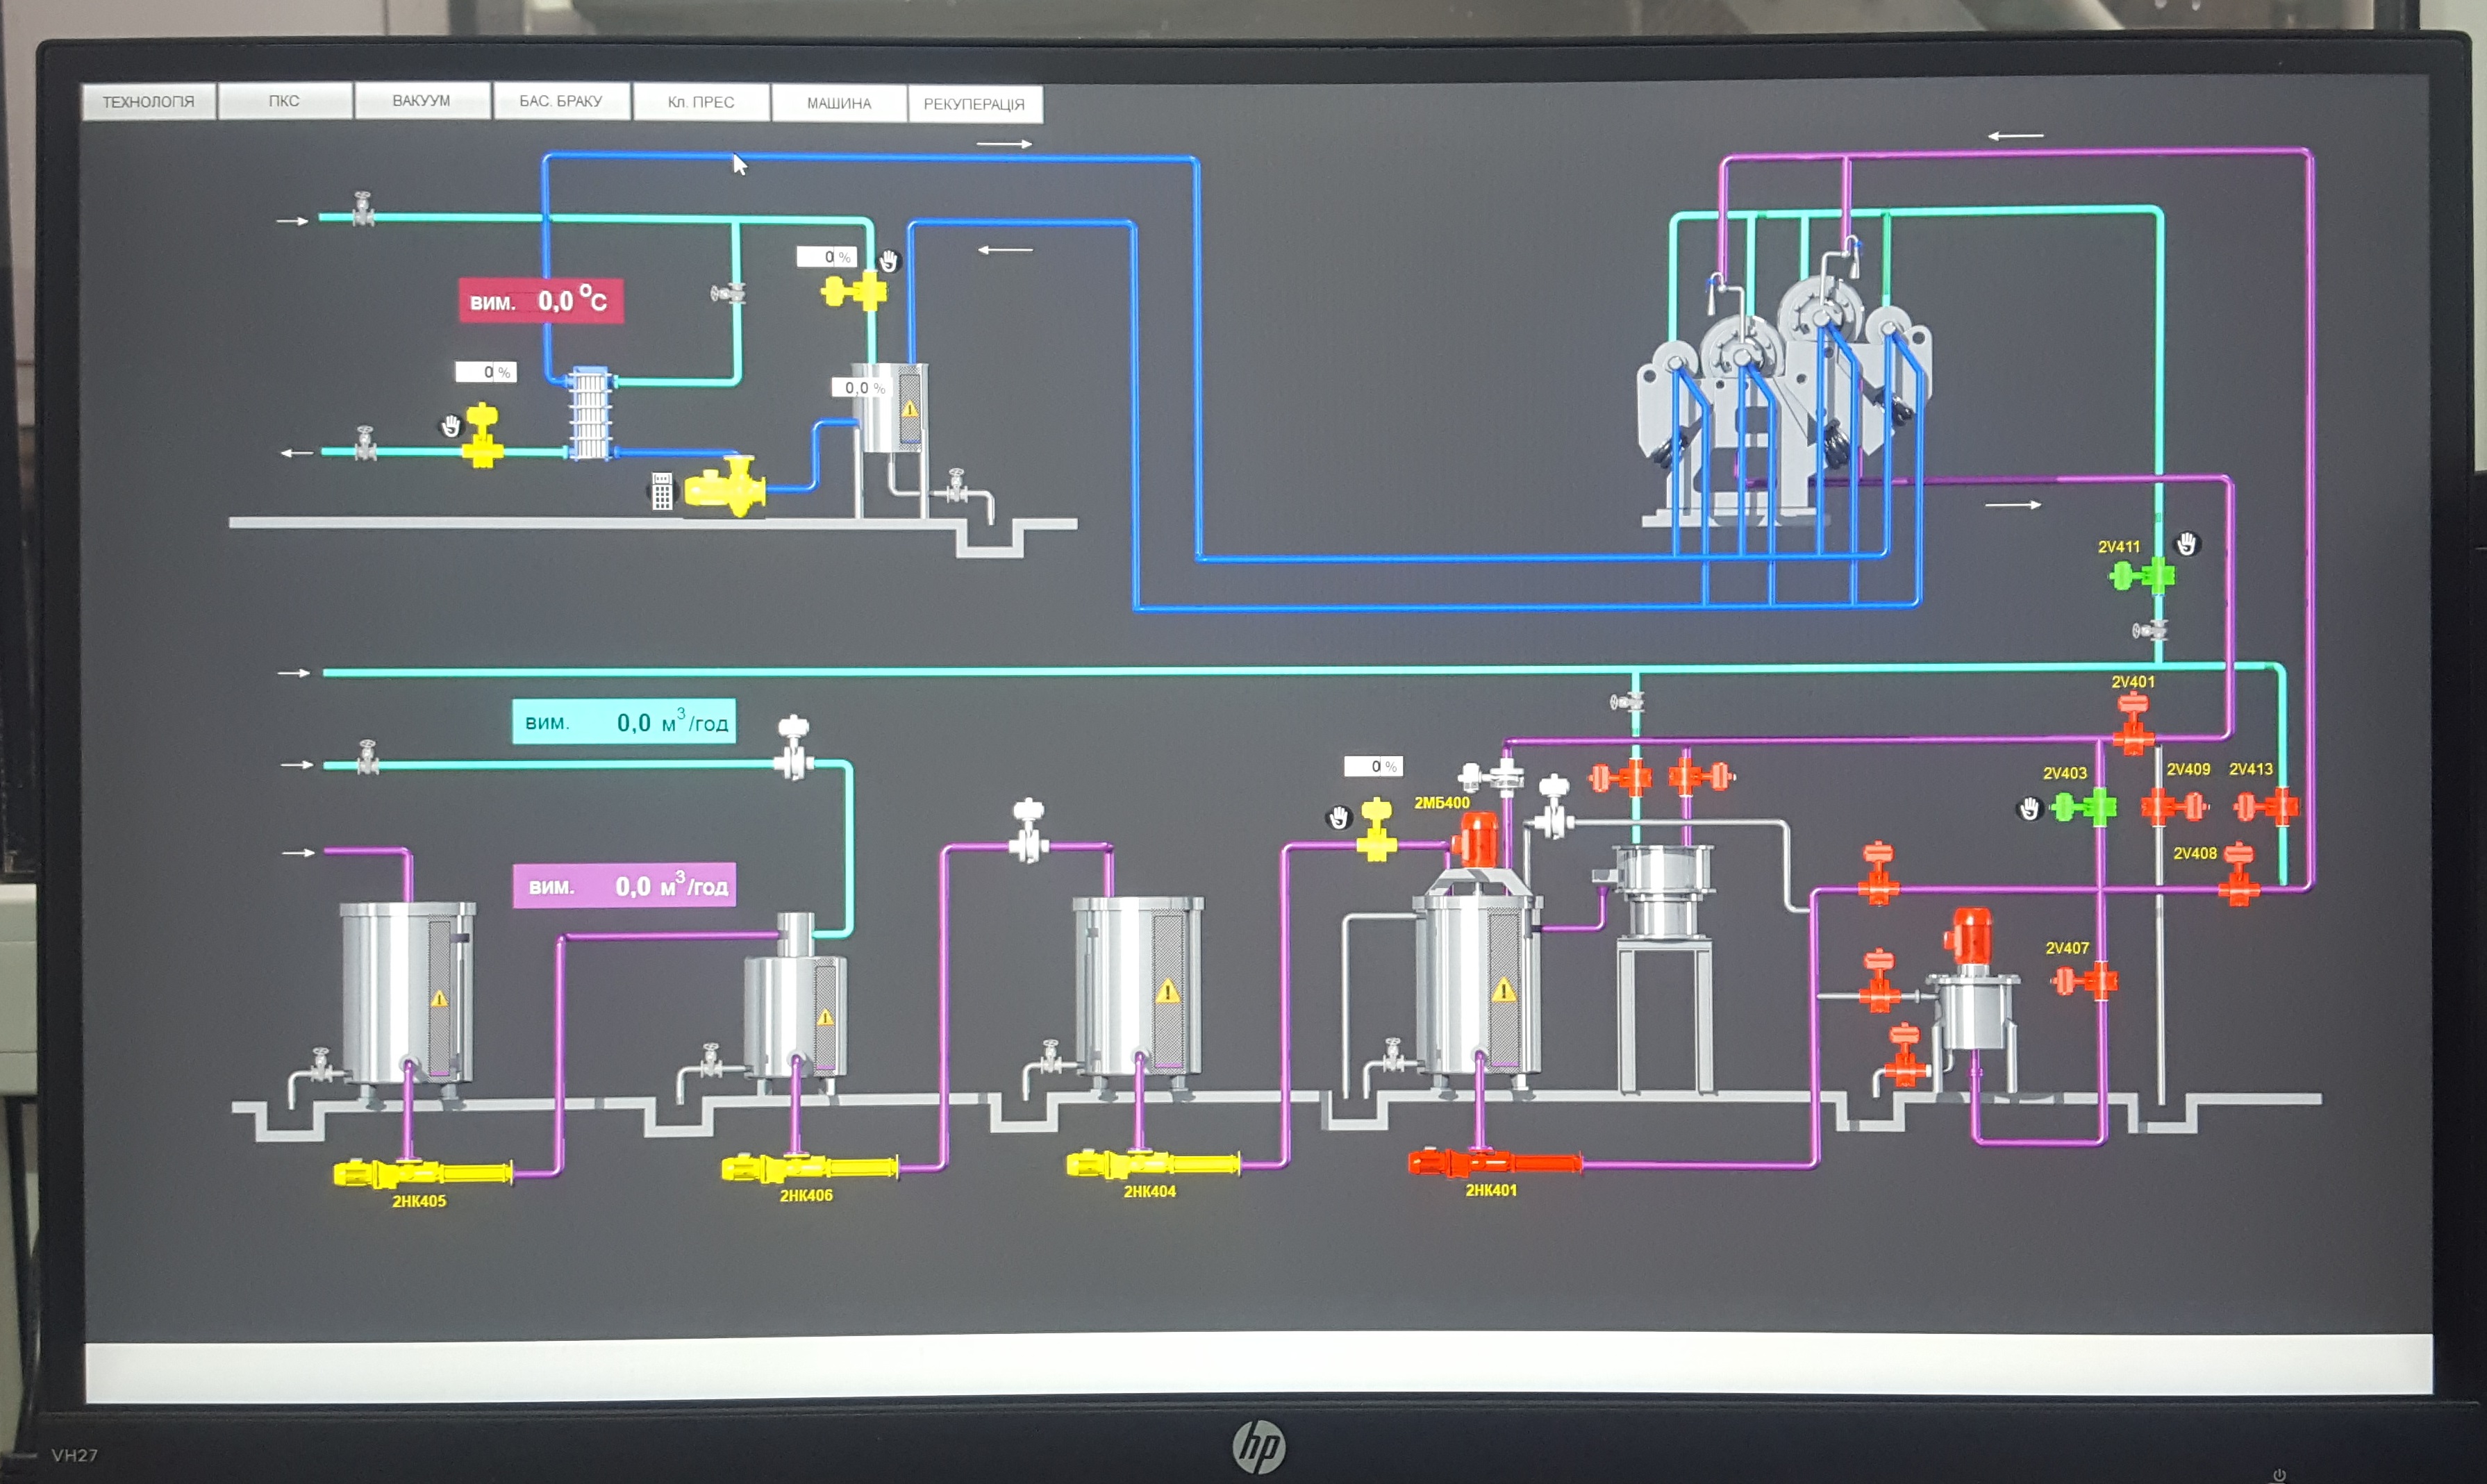 ТЕХНОЛОГІЯ ПКС ВАКУУМ БАС. БРАКУ Кл. ПРЕС МАШИНА РЕКУПЕРАЦІЯ
0 %
вим. 0,0 °C
0 %
0,0 %
2V411
2V401
вим. 0,0 м³/год
0 %
2V403 2V409 2V413
2МБ400
2V408
вим. 0,0 м³/год
2V407
2НК405 2НК406 2НК404 2НК401
VH27
hp